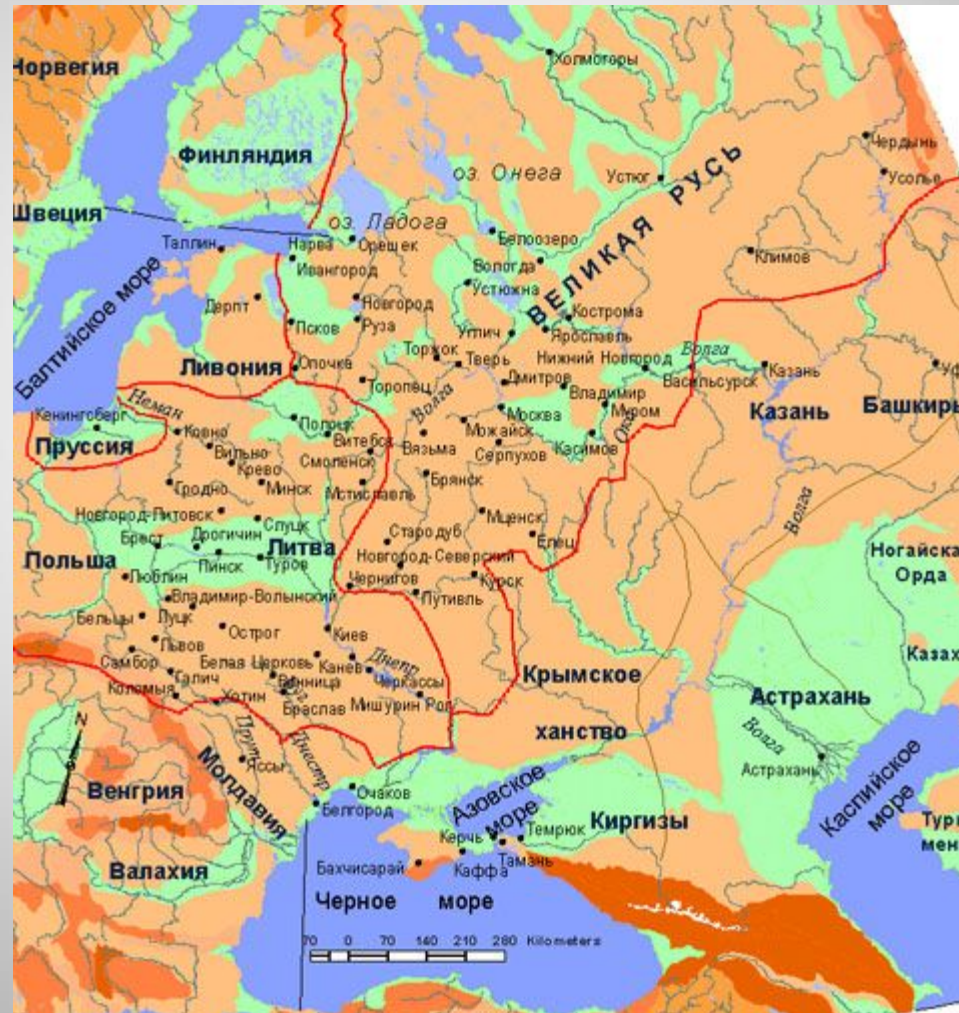 Холмогоры
Норвегия
Чердынь
Финляндия
оз. Онега
Устюг
Усолье
ВЕЛИКАЯ РУСЬ
Швеция
оз. Ладога
Таллин
Нарва
Орешек
Белоозеро
Ивангород
Вологда
Климов
Балтийское море
Устюжна
Дерпт
Новгород
Кострома
Псков
Руза
Углич
Ярославль
Торжок
Тверь
Нижний Новгород
Волга
Ливония
Опочка
Васильсурск
Казань
Торопец
Дмитров
Владимир
Неман
Волга
Москва
Муром
Казань
Башкиры
Кенингсберг
Полоцк
Ока
Ковно
Витебск
Можайск
Пруссия
Вильно
Смоленск
Вязьма
Серпухов
Касимов
Крево
Брянск
Гродно
Минск
Мстиславль
Волга
Новгород-Литовск
Слуцк
Мценск
Брест
Дрогичин
Литва
Стародуб
Елец
Польша
Пинск
Туров
Новгород-Северский
Ногайска
Орда
Люблин
Чернигов
Курск
Владимир-Волынский
Путивль
Бельцы
Луцк
Острог
Киев
Львов
Самбор
Белая Церковь
Канев
Днепр
Казах
Галич
Винница
Черкассы
Крымское
Коломыя
Буг
Астрахань
Хотин
Браслав
Мишурин Рог
N
ханство
Волга
Прут
Днестр
Яссы
Астрахань
Венгрия
Молдавия
Очаков
Азовское
море
Каспийское
море
Белгород
Керчь
Темрюк
Киргизы
Тамань
Валахия
Бахчисарай
Каффа
Черное море
70 0 70 140 210 280 Kilometers